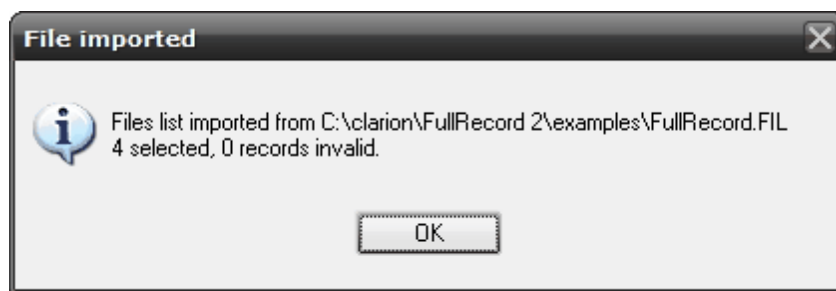 File imported
Files list imported from C:\clarion\FullRecord 2\examples\FullRecord.FIL
4 selected, 0 records invalid.
OK